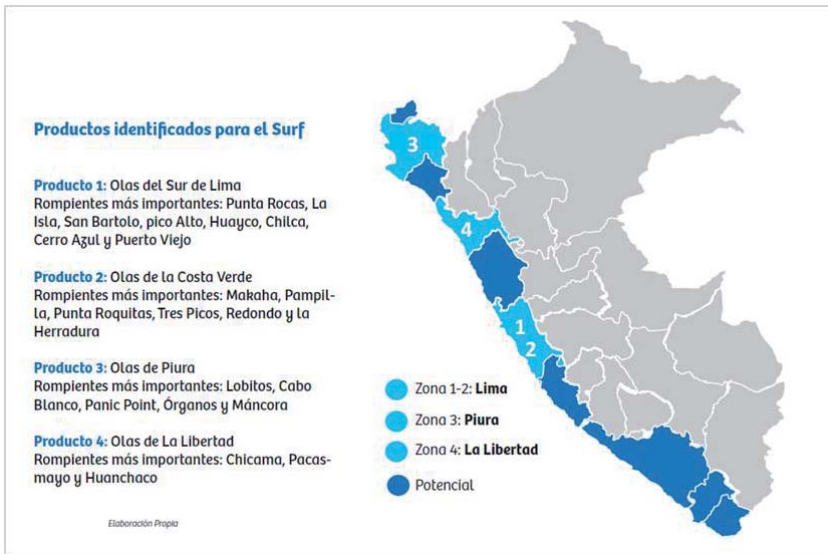 Productos identificados para el Surf
Producto 1: Olas del Sur de Lima
Rompientes más importantes: Punta Rocas, La
Isla, San Bartolo, pico Alto, Huayco, Chilca,
Cerro Azul y Puerto Viejo
Producto 2: Olas de la Costa Verde
Rompientes más importantes: Makaha, Pampil-
la, Punta Roquitas, Tres Picos, Redondo y la
Herradura
Producto 3: Olas de Piura
Rompientes más importantes: Lobitos, Cabo
Blanco, Panic Point, Órganos y Máncora
Producto 4: Olas de La Libertad
Rompientes más importantes: Chicama, Pacas-
mayo y Huanchaco
Elaboración Propia
3
4
1
2
Zona 1-2: Lima
Zona 3: Piura
Zona 4: La Libertad
Potencial